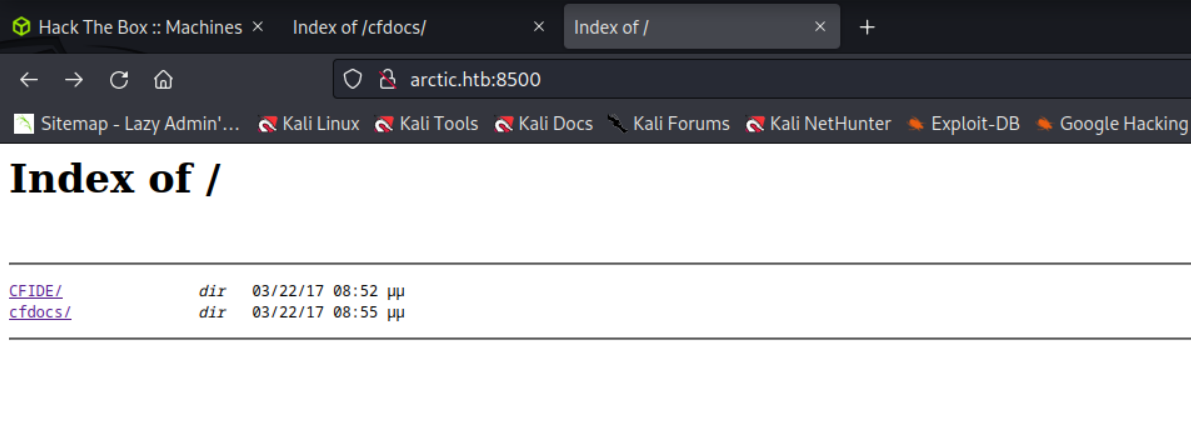 Hack The Box :: Machines × Index of /cfdocs/ × Index of / × +
arctic.htb:8500
Sitemap - Lazy Admin'... Kali Linux Kali Tools Kali Docs Kali Forums Kali NetHunter Exploit-DB Google Hacking
Index of /
CFIDE/ dir 03/22/17 08:52 μμ
cfdocs/ dir 03/22/17 08:55 μμ